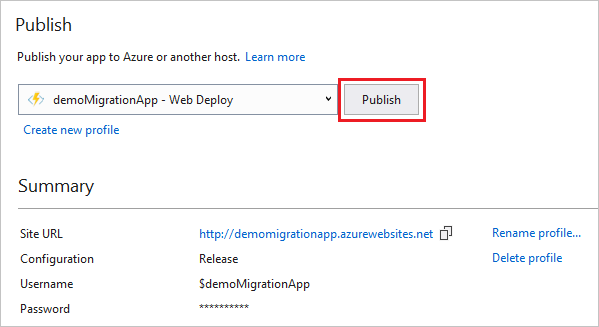 Publish
Publish your app to Azure or another host. Learn more
demoMigrationApp - Web Deploy Publish
Create new profile
Summary
Site URL http://demomigrationapp.azurewebsites.net Rename profile...
Configuration Release Delete profile
Username $demoMigrationApp
Password **********